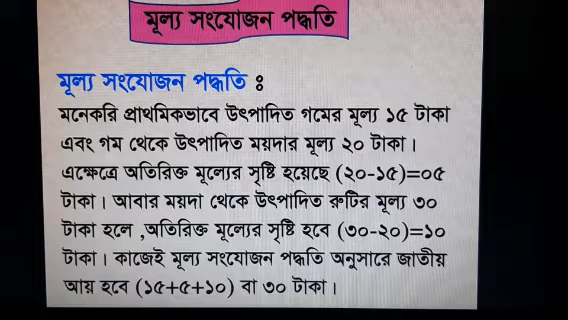 মূল্য সংযোজন পদ্ধতি
মূল্য সংযোজন পদ্ধতি ঃ
মনেকরি প্রাথমিকভাবে উৎপাদিত গমের মূল্য ১৫ টাকা
এবং গম থেকে উৎপাদিত ময়দার মূল্য ২০ টাকা।
এক্ষেত্রে অতিরিক্ত মূল্যের সৃষ্টি হয়েছে (২০-১৫)=০৫
টাকা। আবার ময়দা থেকে উৎপাদিত রুটির মূল্য ৩০
টাকা হলে ,অতিরিক্ত মূল্যের সৃষ্টি হবে (৩০-২০)=১০
টাকা। কাজেই মূল্য সংযোজন পদ্ধতি অনুসারে জাতীয়
আয় হবে (১৫+৫+১০) বা ৩০ টাকা।